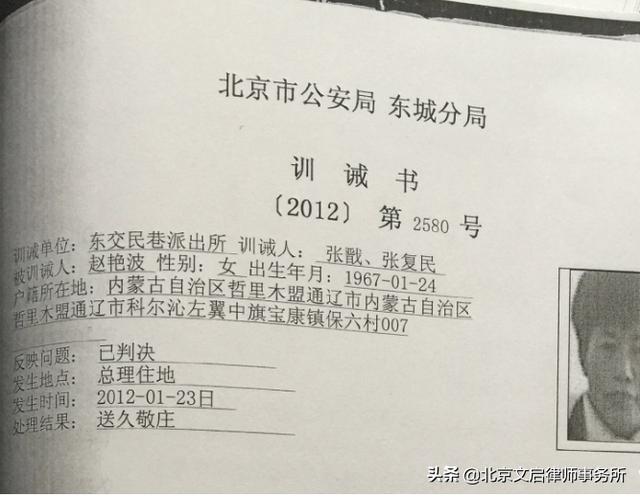 北京市公安局 东城分局
训 诫 书
〔2012〕 第 2580 号
训诫单位: 东交民巷派出所 训诫人: 张戬、张复民
被训诫人: 赵艳波 性别: 女 出生年月: 1967-01-24
户籍所在地: 内蒙古自治区哲里木盟通辽市内蒙古自治区
哲里木盟通辽市科尔沁左翼中旗宝康镇保六村007
反映问题: 已判决
发生地点: 总理住地
发生时间: 2012-01-23日
处理结果: 送久敬庄
头条 @北京文启律师事务所